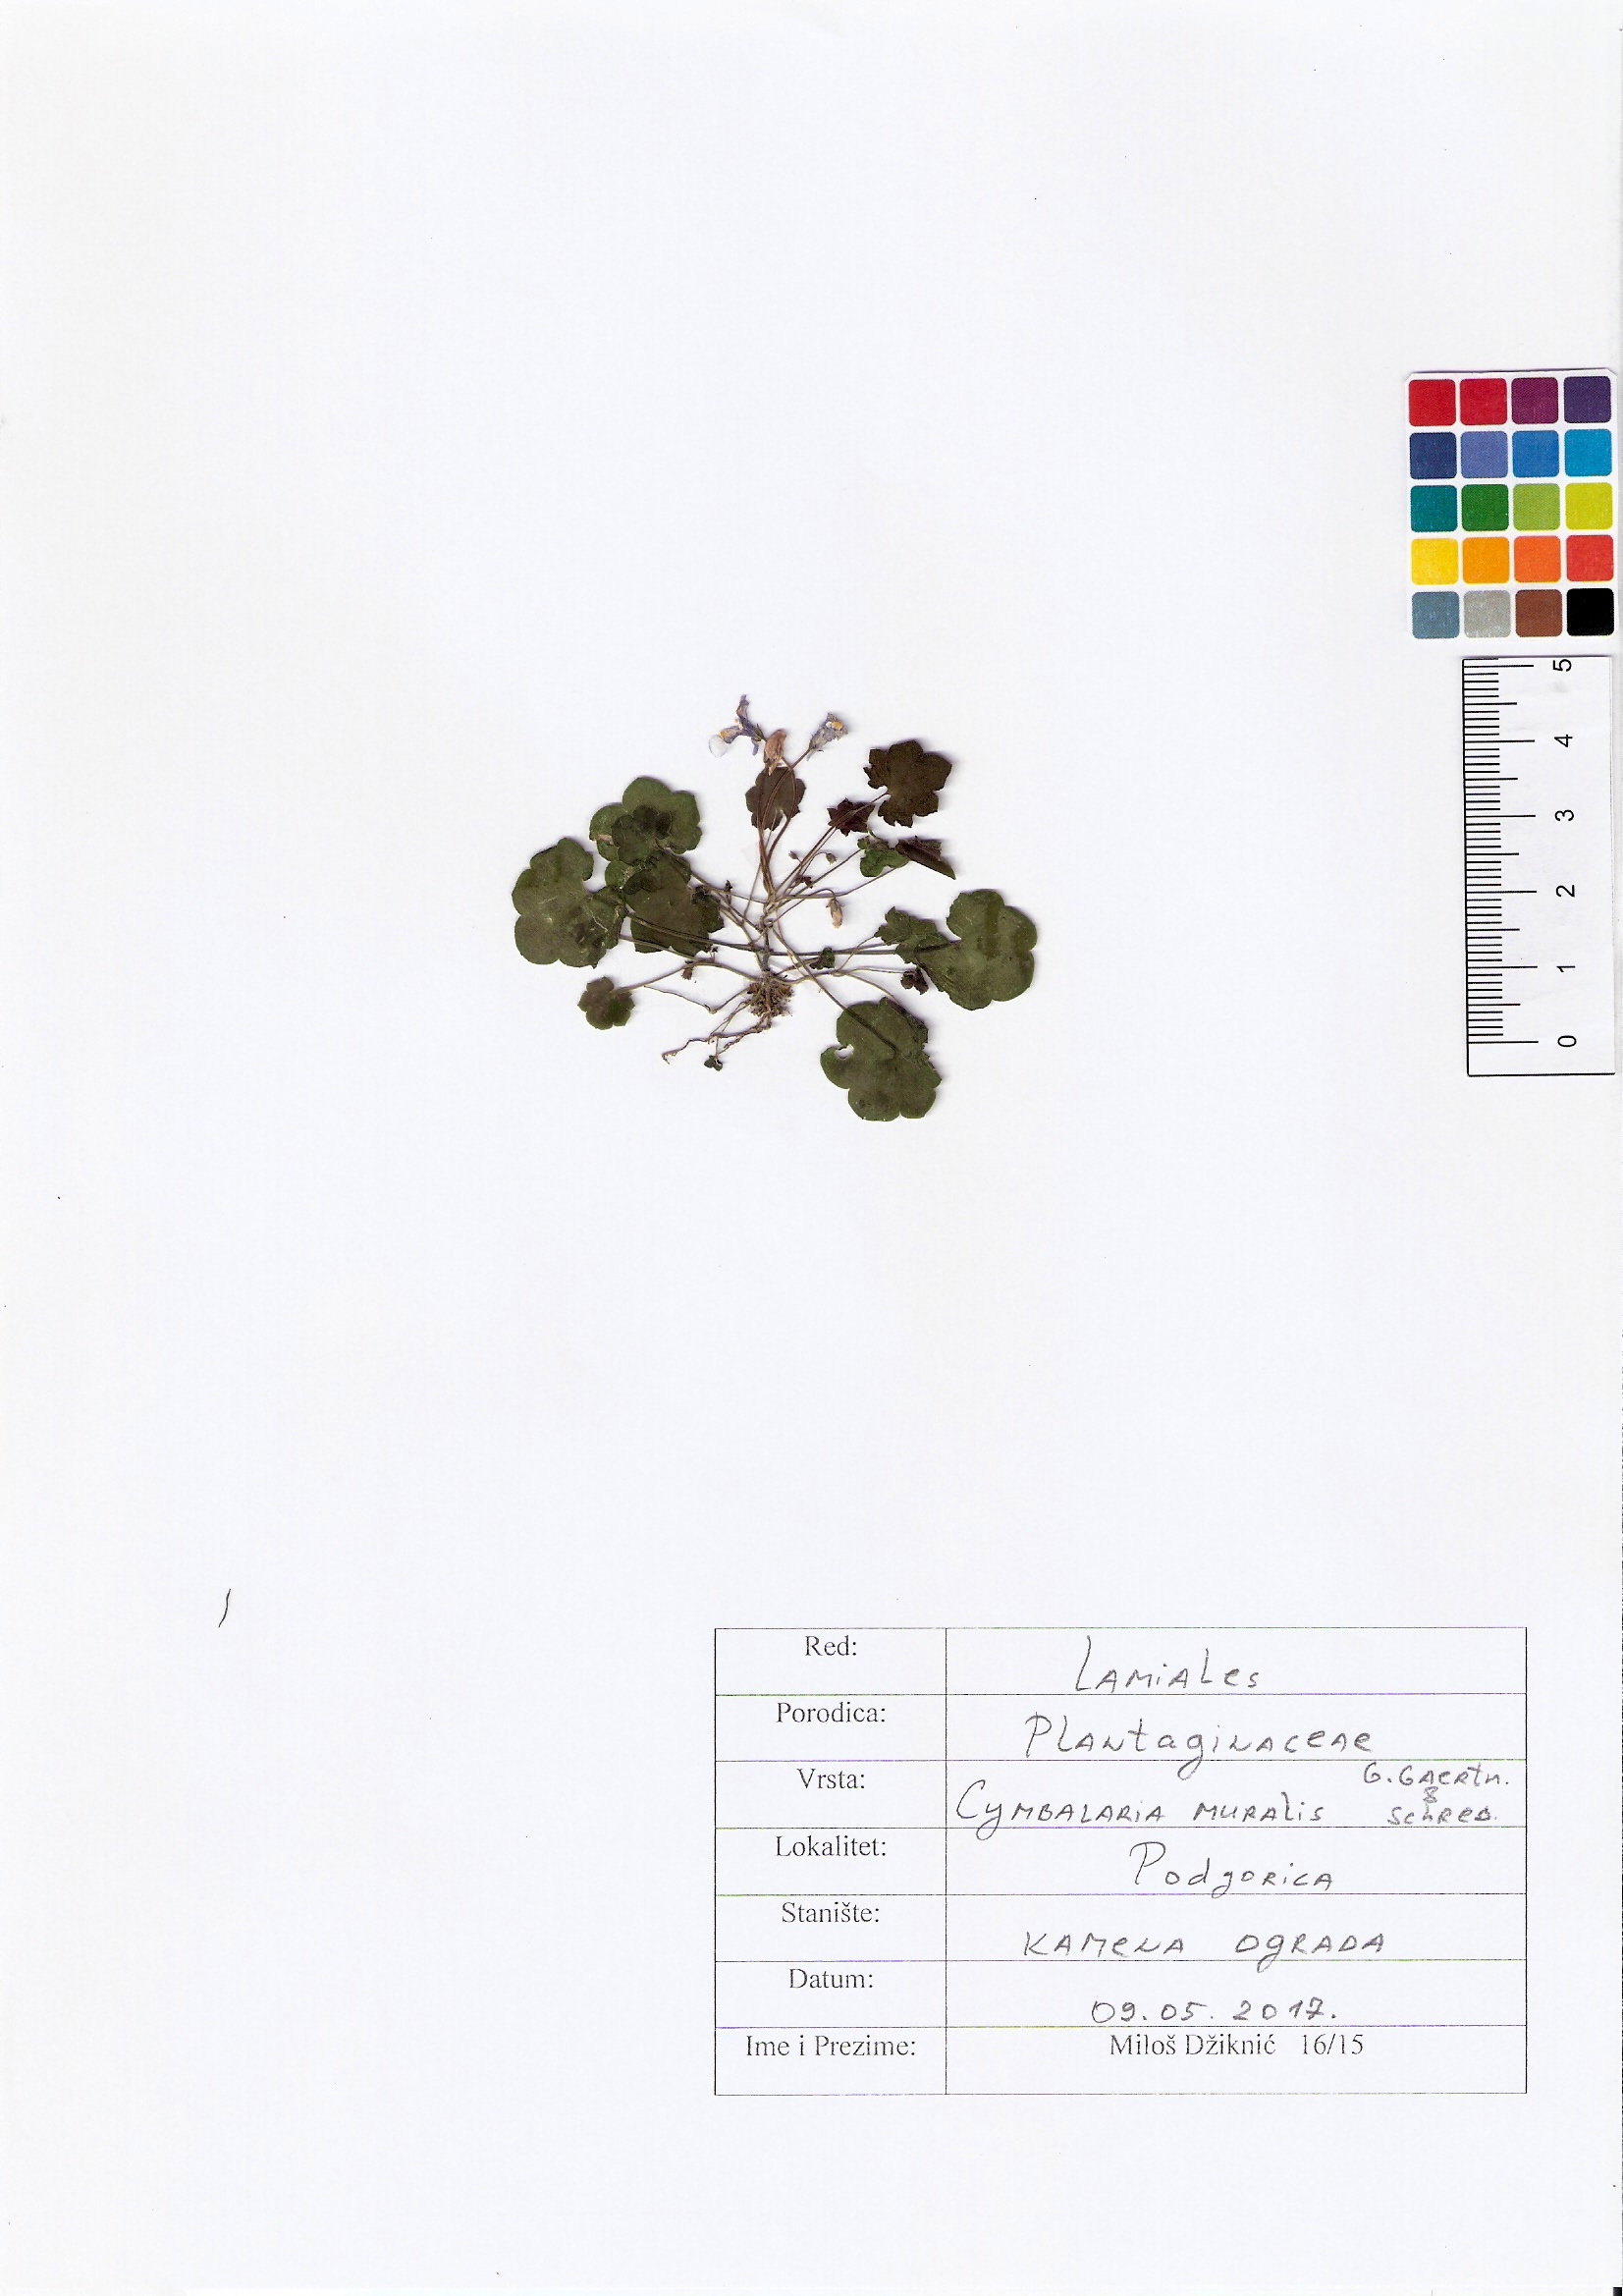 5
4
3
2
1
0
Red: Lamiales
Porodica: Plantaginaceae
Vrsta: Cymbalaria muralis G. Gaertn. & Schreb.
Lokalitet: Podgorica
Stanište: Kamena ograda
Datum: 09.05.2017.
Ime i Prezime: Miloš Džiknić 16/15